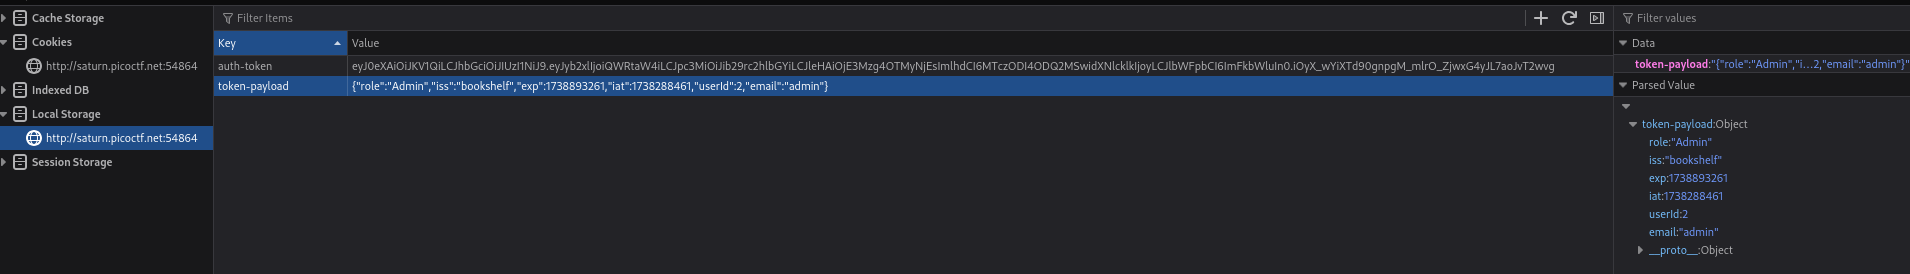 Cache Storage
Cookies
http://saturn.picoctf.net:54864
Indexed DB
Local Storage
http://saturn.picoctf.net:54864
Session Storage
Filter Items
Key Value
auth-token eyJ0eXAiOiJKV1QiLCJhbGciOiJIUzI1NiJ9.eyJyb2xlIjoiQWRtaW4iLCJpc3MiOiJib29rc2hlbGYiLCJleHAiOjE3Mzg4OTMyNjEsImlhdCI6MTczODI4ODQ2MSwidXNlcklkIjoyLCJlbWFpbCI6ImFkbWluIn0.iOyX_wYiXTd90gnpgM_mlrO_ZjwxG4yJL7aoJvT2wvg
token-payload {"role":"Admin","iss":"bookshelf","exp":1738893261,"iat":1738288461,"userId":2,"email":"admin"}
Filter values
Data
token-payload:"{"role":"Admin","i…2,"email":"admin"}"
Parsed Value
token-payload:Object
role:"Admin"
iss:"bookshelf"
exp:1738893261
iat:1738288461
userId:2
email:"admin"
__proto__:Object